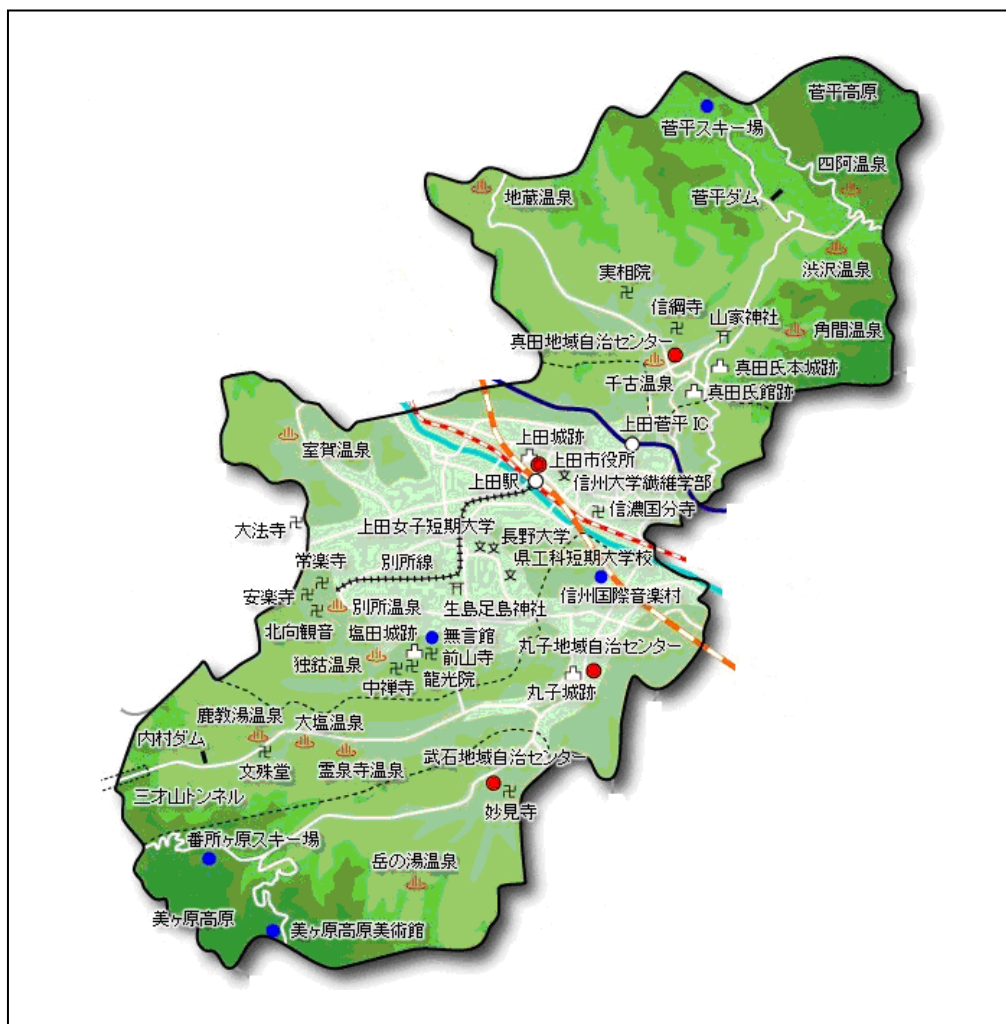 菅平高原
菅平スキー場
四阿温泉
地蔵温泉
菅平ダム
渋沢温泉
実相院
信綱寺
山家神社
角間温泉
真田地域自治センター
千古温泉
真田氏本城跡
真田氏館跡
上田菅平IC
上田城跡
上田市役所
室賀温泉
上田駅
信州大学繊維学部
信濃国分寺
大法寺
上田女子短期大学
長野大学
県工科短期大学校
常楽寺
別所線
安楽寺
別所温泉
生島足島神社
信州国際音楽村
北向観音
塩田城跡
無言館
丸子地域自治センター
独鈷温泉
前山寺
中禅寺
龍光院
丸子城跡
鹿教湯温泉
大塩温泉
内村ダム
文殊堂
霊泉寺温泉
武石地域自治センター
三才山トンネル
妙見寺
番所ヶ原スキー場
岳の湯温泉
美ヶ原高原
美ヶ原高原美術館